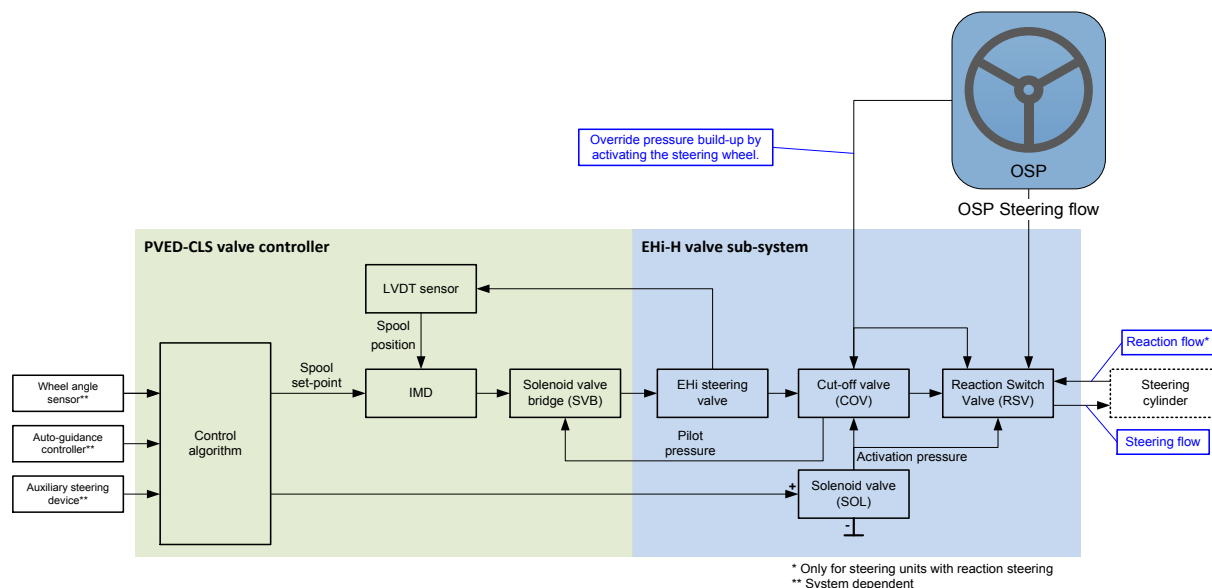 OSP
OSP Steering flow
Override pressure build-up by
activating the steering wheel.
PVED-CLS valve controller
EHi-H valve sub-system
LVDT sensor
Spool
position
Spool
set-point
Wheel angle
sensor**
Auto-guidance
controller**
Auxiliary steering
device**
Control
algorithm
IMD
Solenoid valve
bridge (SVB)
EHi steering
valve
Cut-off valve
(COV)
Reaction Switch
Valve (RSV)
Reaction flow*
Steering
cylinder
Steering flow
Pilot
pressure
Activation pressure
+
Solenoid valve
(SOL)
-
* Only for steering units with reaction steering
** System dependent